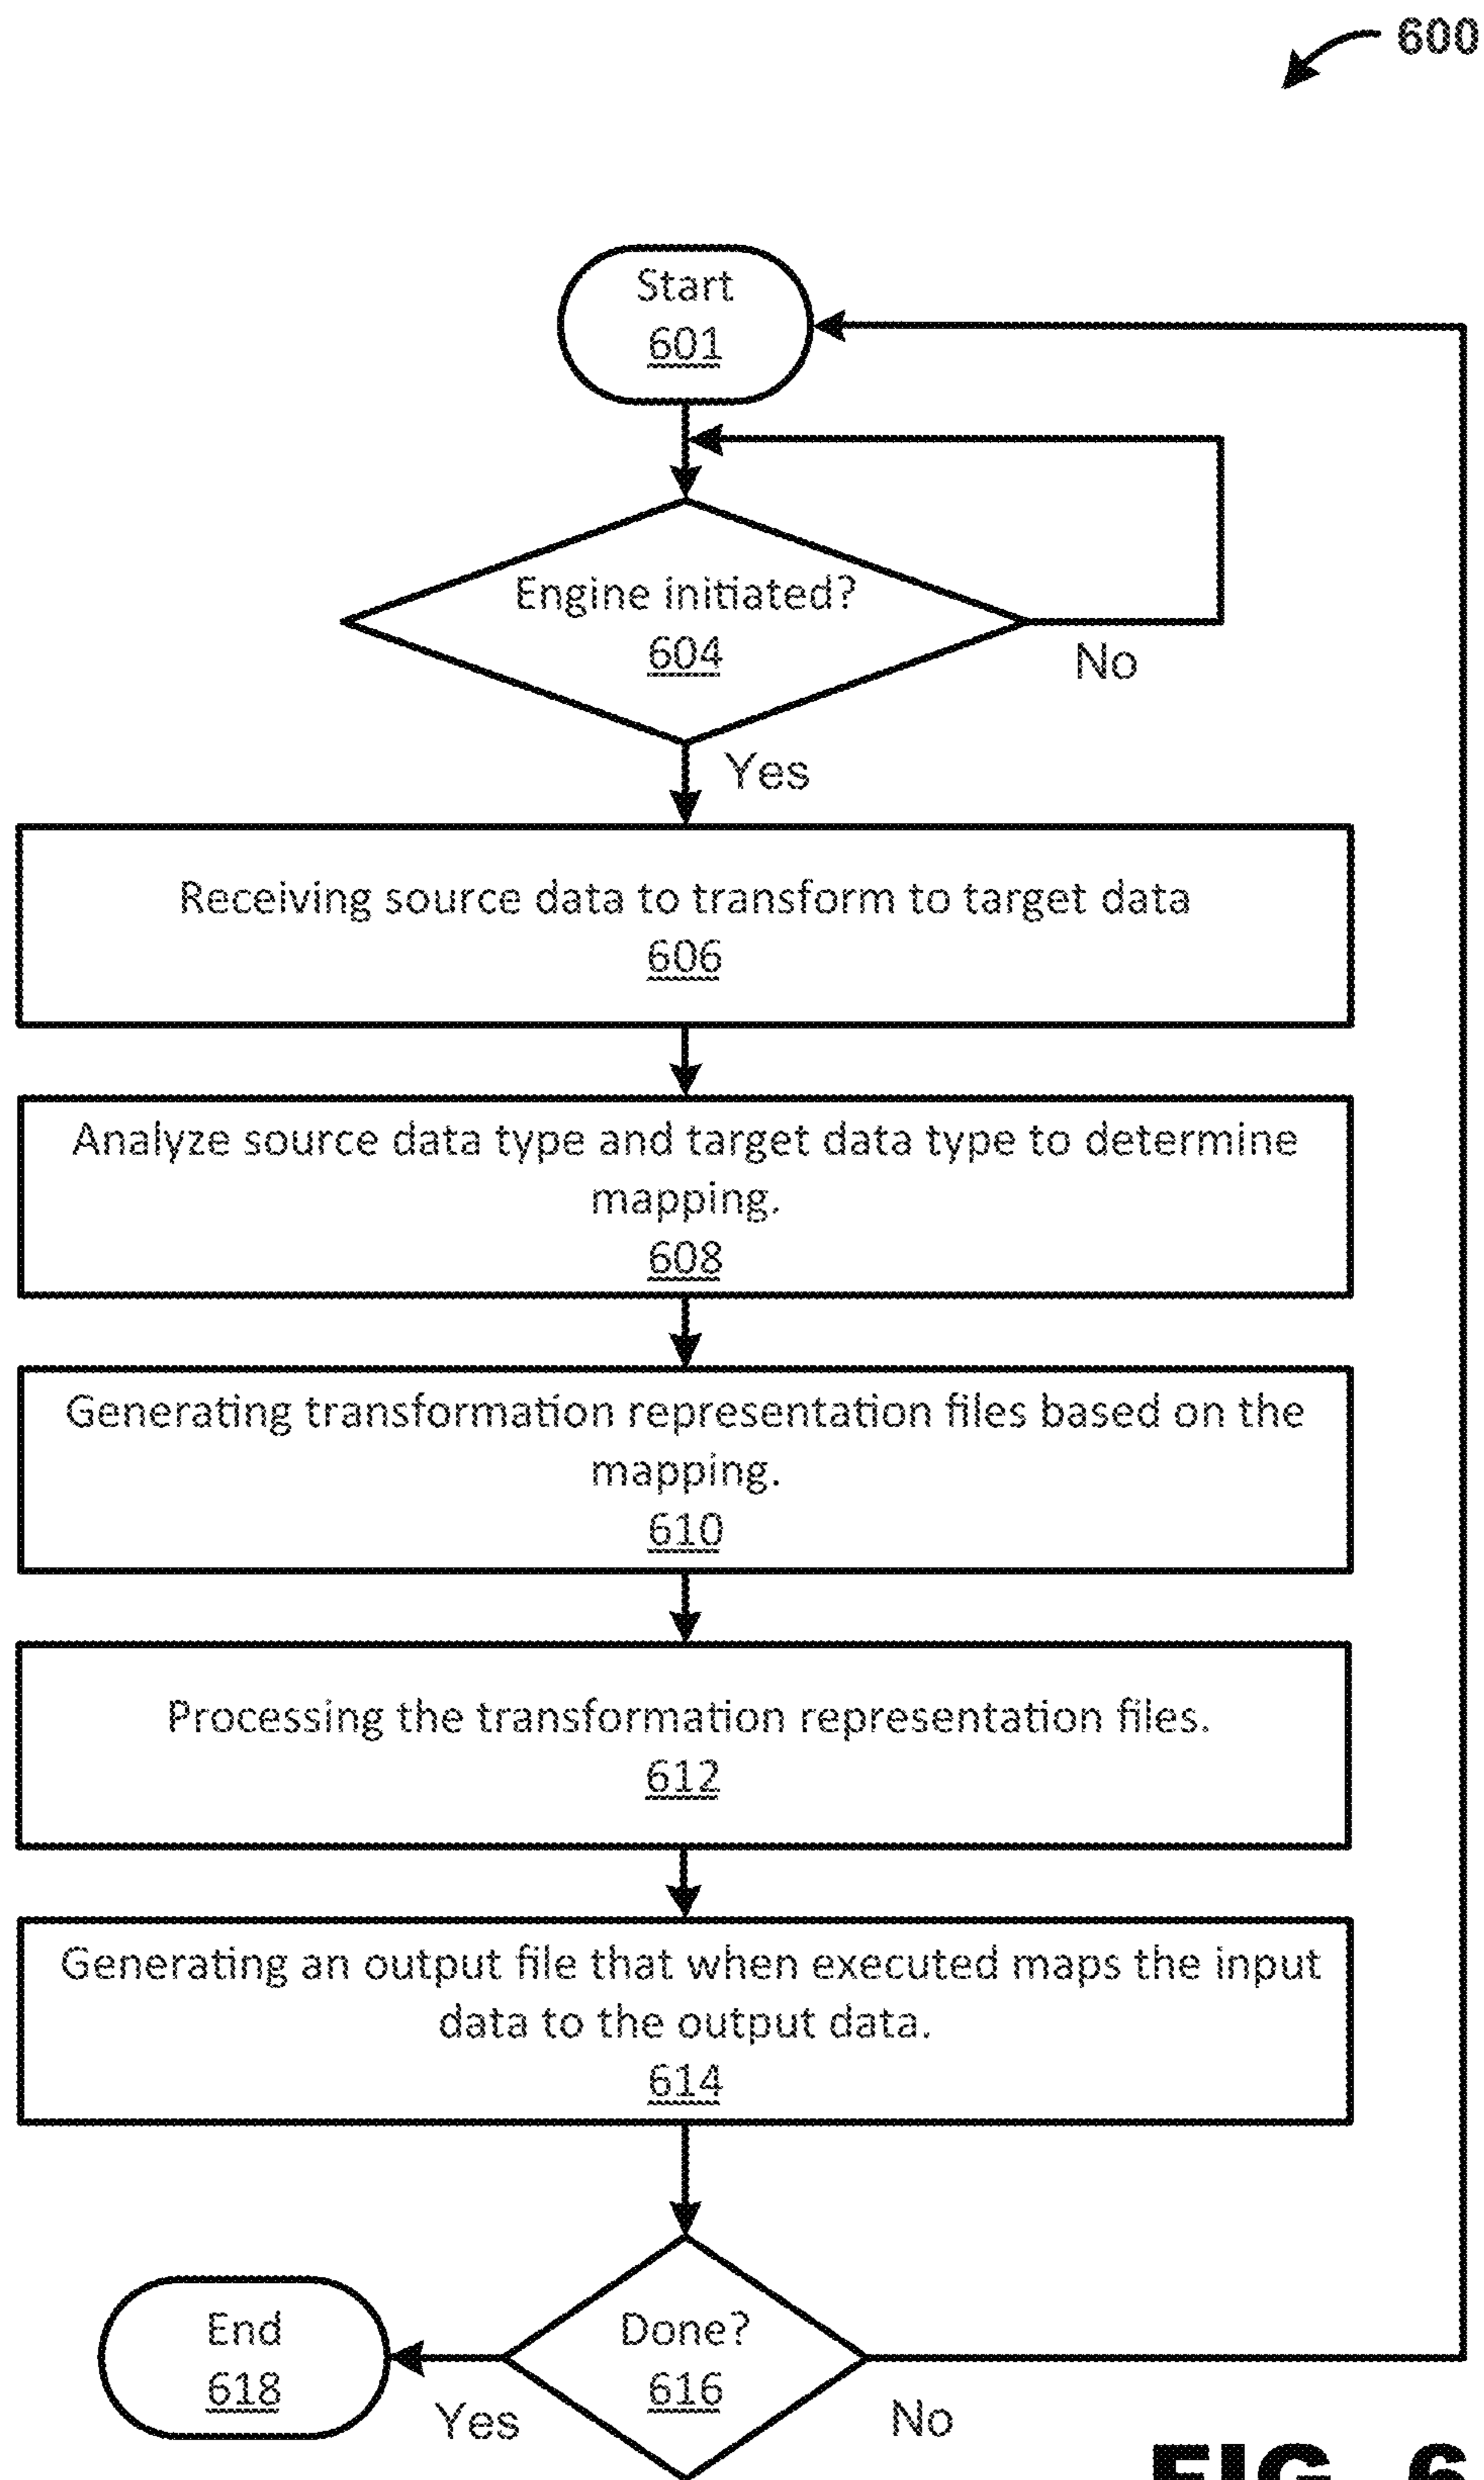 600
Start
601
Engine initiated?
604
No
Yes
Receiving source data to transform to target data
606
Analyze source data type and target data type to determine
mapping.
608
Generating transformation representation files based on the
mapping.
610
Processing the transformation representation files.
612
Generating an output file that when executed maps the input
data to the output data.
614
Done?
616
End
618
Yes
No
FIG. 6